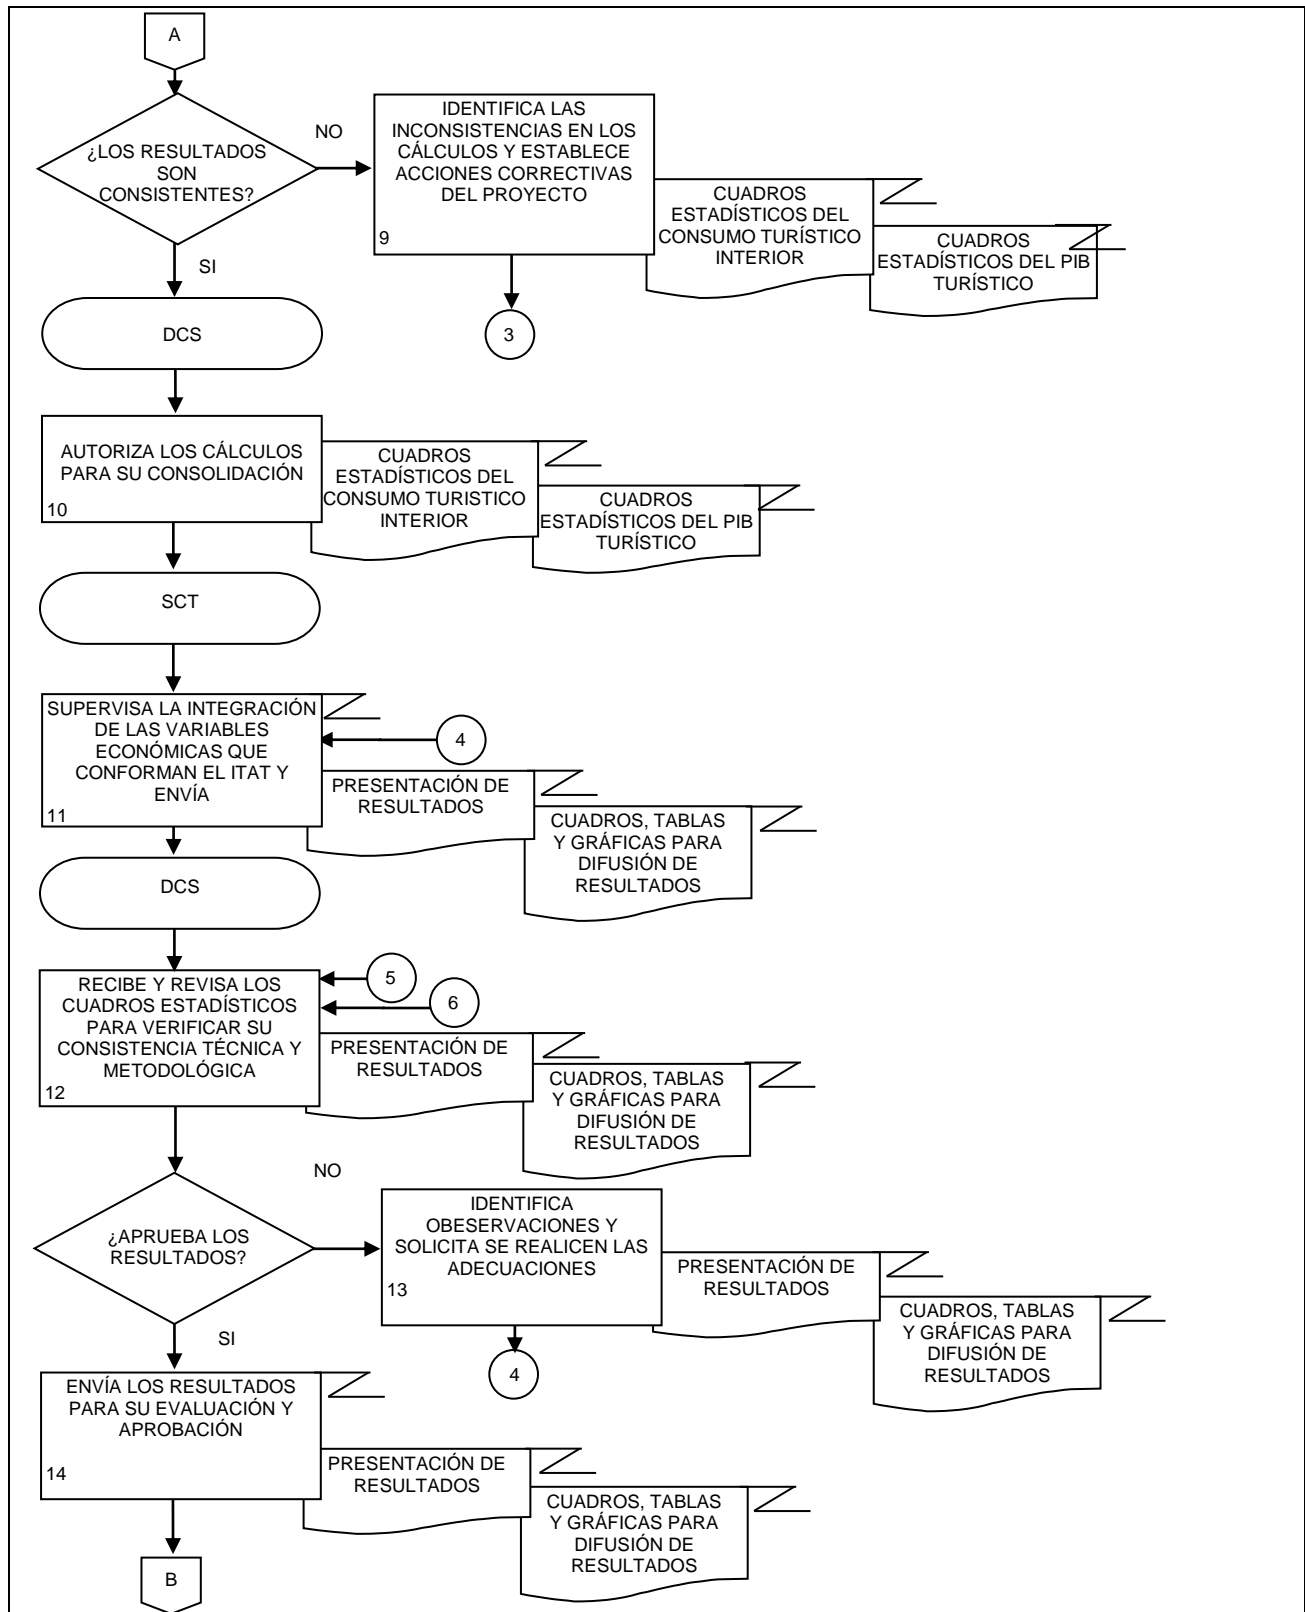 A
¿LOS RESULTADOS
SON
CONSISTENTES?
NO
IDENTIFICA LAS
INCONSISTENCIAS EN LOS
CÁLCULOS Y ESTABLECE
ACCIONES CORRECTIVAS
DEL PROYECTO
9
CUADROS
ESTADÍSTICOS DEL
CONSUMO TURÍSTICO
INTERIOR
CUADROS
ESTADÍSTICOS DEL PIB
TURÍSTICO
SI
3
DCS
AUTORIZA LOS CÁLCULOS
PARA SU CONSOLIDACIÓN
10
CUADROS
ESTADÍSTICOS DEL
CONSUMO TURISTICO
INTERIOR
CUADROS
ESTADÍSTICOS DEL PIB
TURÍSTICO
SCT
SUPERVISA LA INTEGRACIÓN
DE LAS VARIABLES
ECONÓMICAS QUE
CONFORMAN EL ITAT Y
ENVÍA
11
4
PRESENTACIÓN DE
RESULTADOS
CUADROS, TABLAS
Y GRÁFICAS PARA
DIFUSIÓN DE
RESULTADOS
DCS
RECIBE Y REVISA LOS
CUADROS ESTADÍSTICOS
PARA VERIFICAR SU
CONSISTENCIA TÉCNICA Y
METODOLÓGICA
12
5
6
PRESENTACIÓN DE
RESULTADOS
CUADROS, TABLAS
Y GRÁFICAS PARA
DIFUSIÓN DE
RESULTADOS
¿APRUEBA LOS
RESULTADOS?
NO
IDENTIFICA
OBESERVACIONES Y
SOLICITA SE REALICEN LAS
ADECUACIONES
13
PRESENTACIÓN DE
RESULTADOS
CUADROS, TABLAS
Y GRÁFICAS PARA
DIFUSIÓN DE
RESULTADOS
SI
4
ENVÍA LOS RESULTADOS
PARA SU EVALUACIÓN Y
APROBACIÓN
14
PRESENTACIÓN DE
RESULTADOS
CUADROS, TABLAS
Y GRÁFICAS PARA
DIFUSIÓN DE
RESULTADOS
B